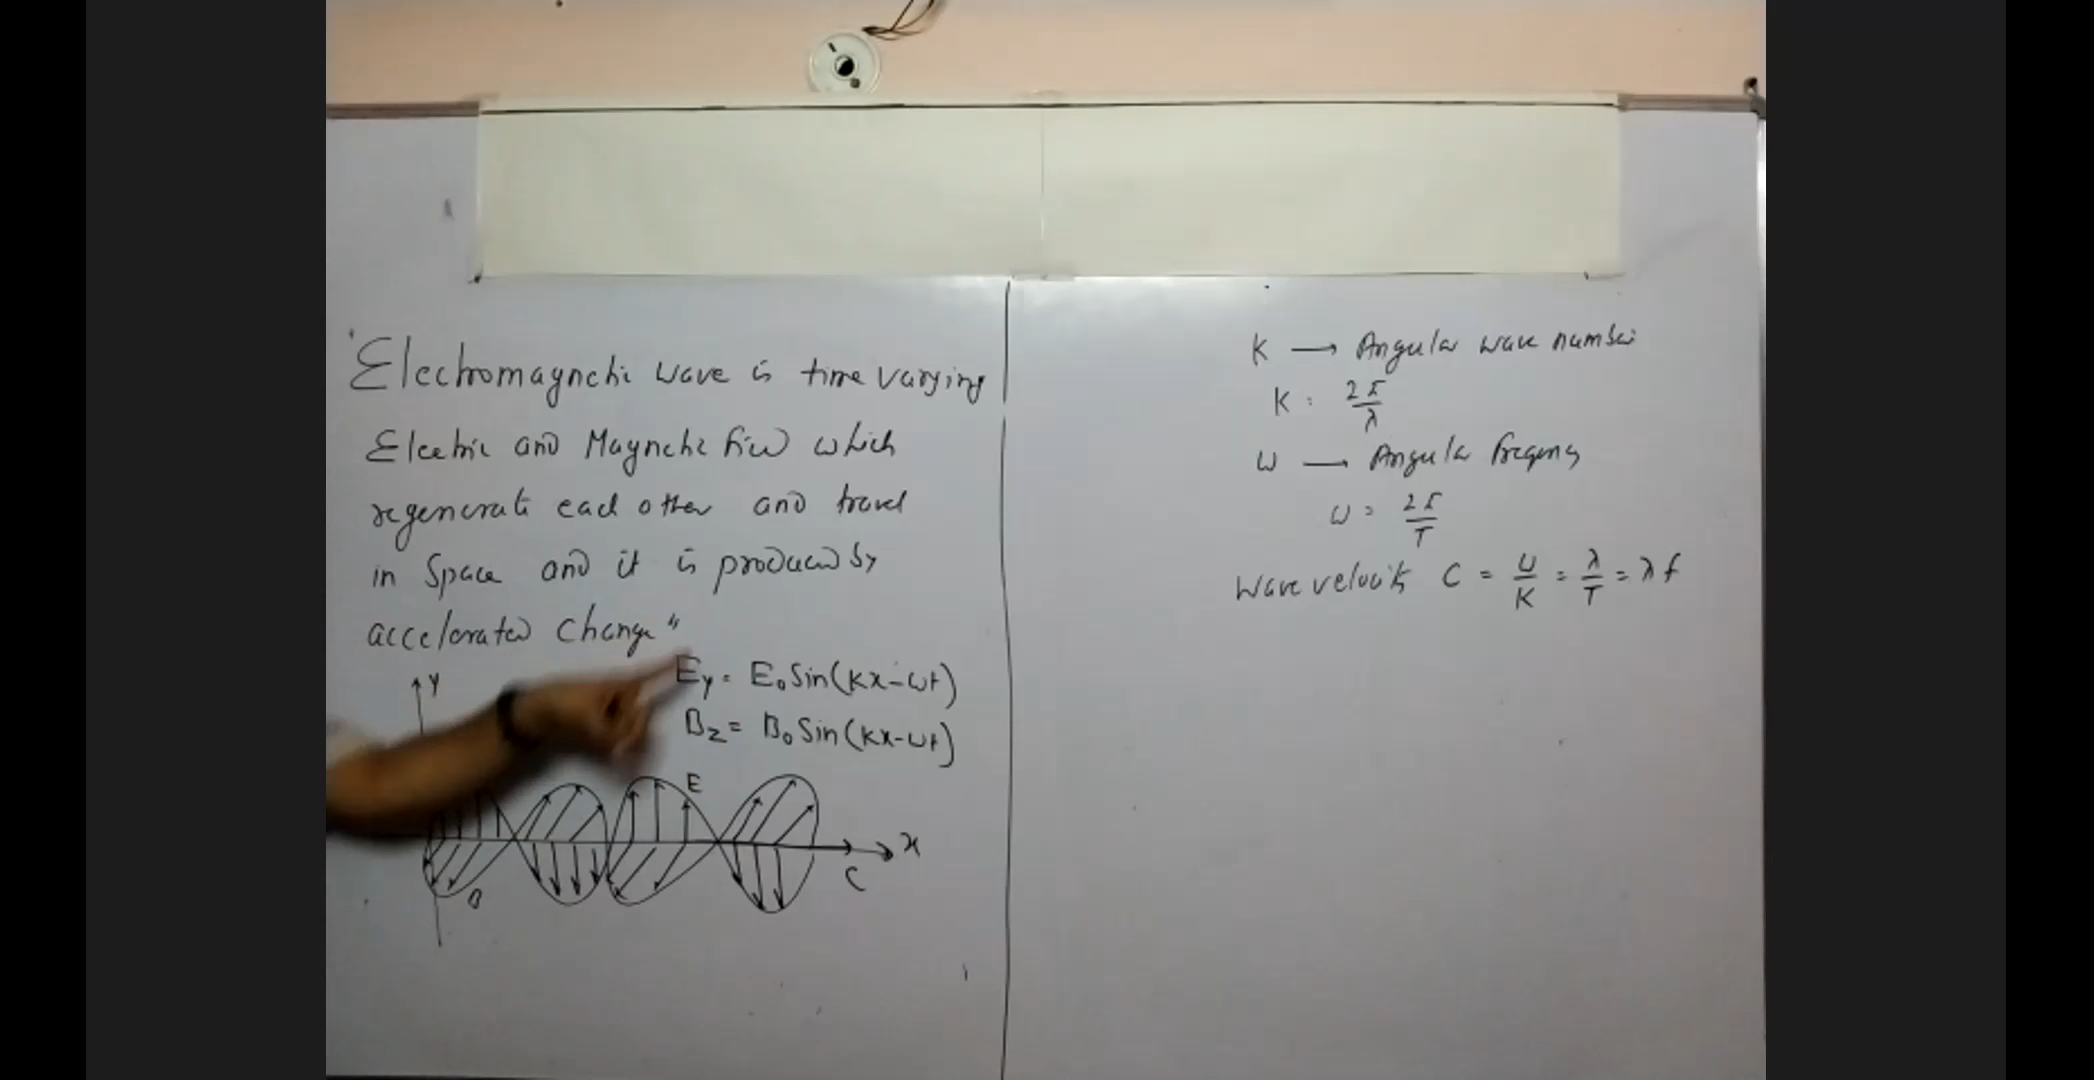 "Electromagnetic wave is time varying
Electric and Magnetic field which
regenerate each other and travel
in Space and it is produced by
accelerated Charge"
Y
Ey = E₀ Sin(kx-ωt)
Bz = B₀ Sin(kx-ωt)
E
x
C
B
K → Angular wave number
K = 2π/λ
ω → Angular frequency
ω = 2π/T
Wave velocity C = ω/K = λ/T = λf